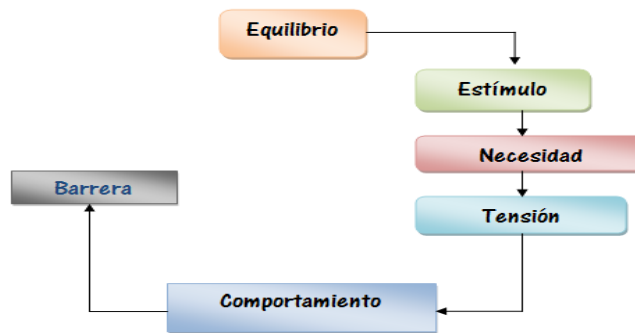 Equilibrio
Estímulo
Necesidad
Tensión
Comportamiento
Barrera